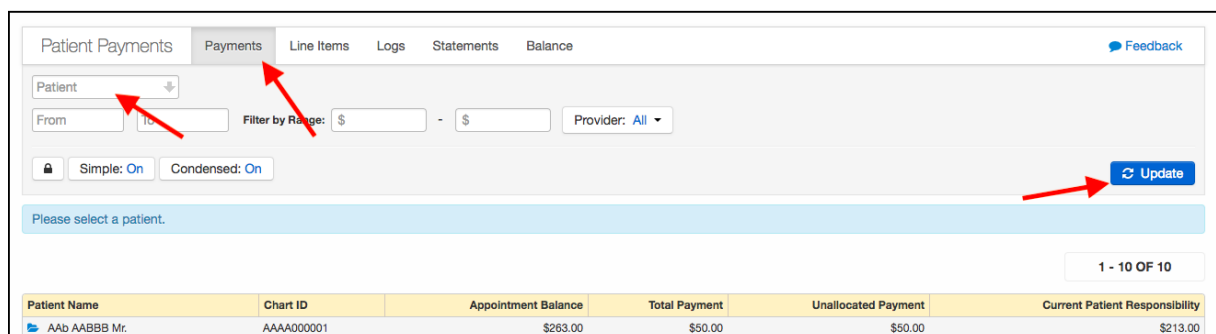 Patient Payments Payments Line Items Logs Statements Balance Feedback
Patient
From To Filter by Range: $ - $ Provider: All
Simple: On Condensed: On Update
Please select a patient.
1 - 10 OF 10
Patient Name Chart ID Appointment Balance Total Payment Unallocated Payment Current Patient Responsibility
AAb AABBB Mr. AAAA000001 $263.00 $50.00 $50.00 $213.00